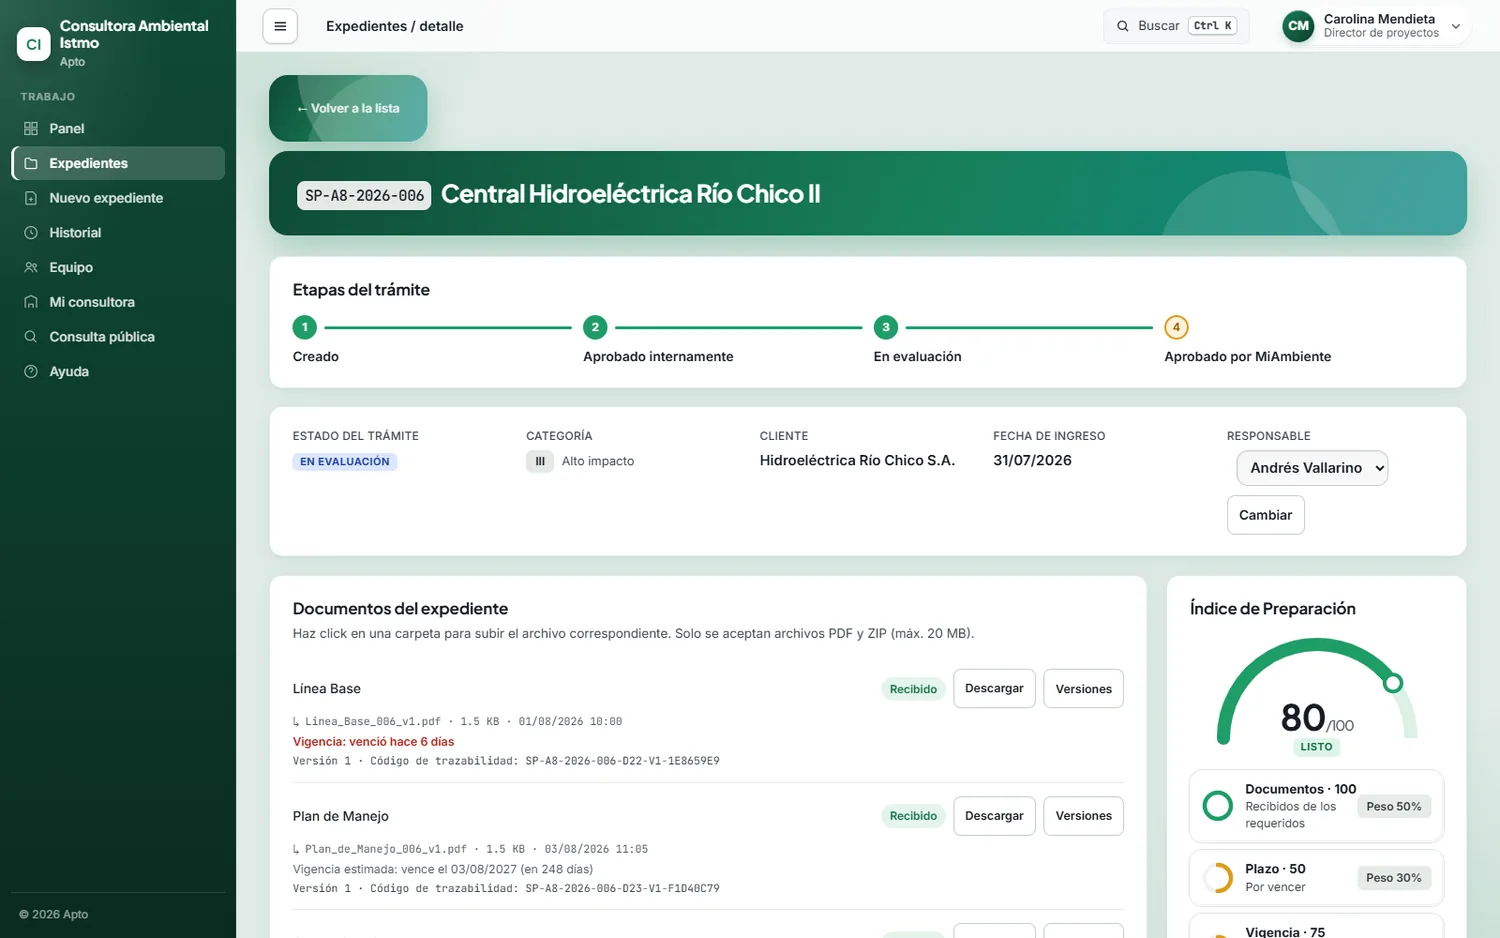 CI
Consultora Ambiental
Istmo
Apto
TRABAJO
Panel
Expedientes
Nuevo expediente
Historial
Equipo
Mi consultora
Consulta pública
Ayuda
© 2026 Apto
Expedientes / detalle
Buscar Ctrl K
CM
Carolina Mendieta
Director de proyectos
← Volver a la lista
SP-A8-2026-006 Central Hidroeléctrica Río Chico II
Etapas del trámite
1 2 3 4
Creado Aprobado internamente En evaluación Aprobado por MiAmbiente
ESTADO DEL TRÁMITE
EN EVALUACIÓN
CATEGORÍA
III Alto impacto
CLIENTE
Hidroeléctrica Río Chico S.A.
FECHA DE INGRESO
31/07/2026
RESPONSABLE
Andrés Vallarino
Cambiar
Documentos del expediente
Haz click en una carpeta para subir el archivo correspondiente. Solo se aceptan archivos PDF y ZIP (máx. 20 MB).
Línea Base Recibido Descargar Versiones
↳ Linea_Base_006_v1.pdf · 1.5 KB · 01/08/2026 10:00
Vigencia: venció hace 6 días
Versión 1 · Código de trazabilidad: SP-A8-2026-006-D22-V1-1E8659E9
Plan de Manejo Recibido Descargar Versiones
↳ Plan_de_Manejo_006_v1.pdf · 1.5 KB · 03/08/2026 11:05
Vigencia estimada: vence el 03/08/2027 (en 248 días)
Versión 1 · Código de trazabilidad: SP-A8-2026-006-D23-V1-F1D40C79
Índice de Preparación
80/100
LISTO
Documentos · 100
Recibidos de los
requeridos
Peso 50%
Plazo · 50
Por vencer
Peso 30%
Vigencia · 75